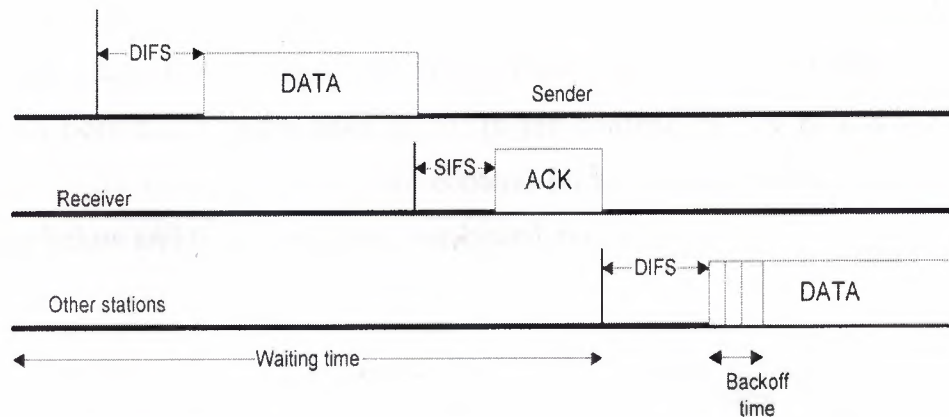 DIFS
DATA
Sender
SIFS
ACK
Receiver
DIFS
DATA
Other stations
Waiting time
Backoff
time